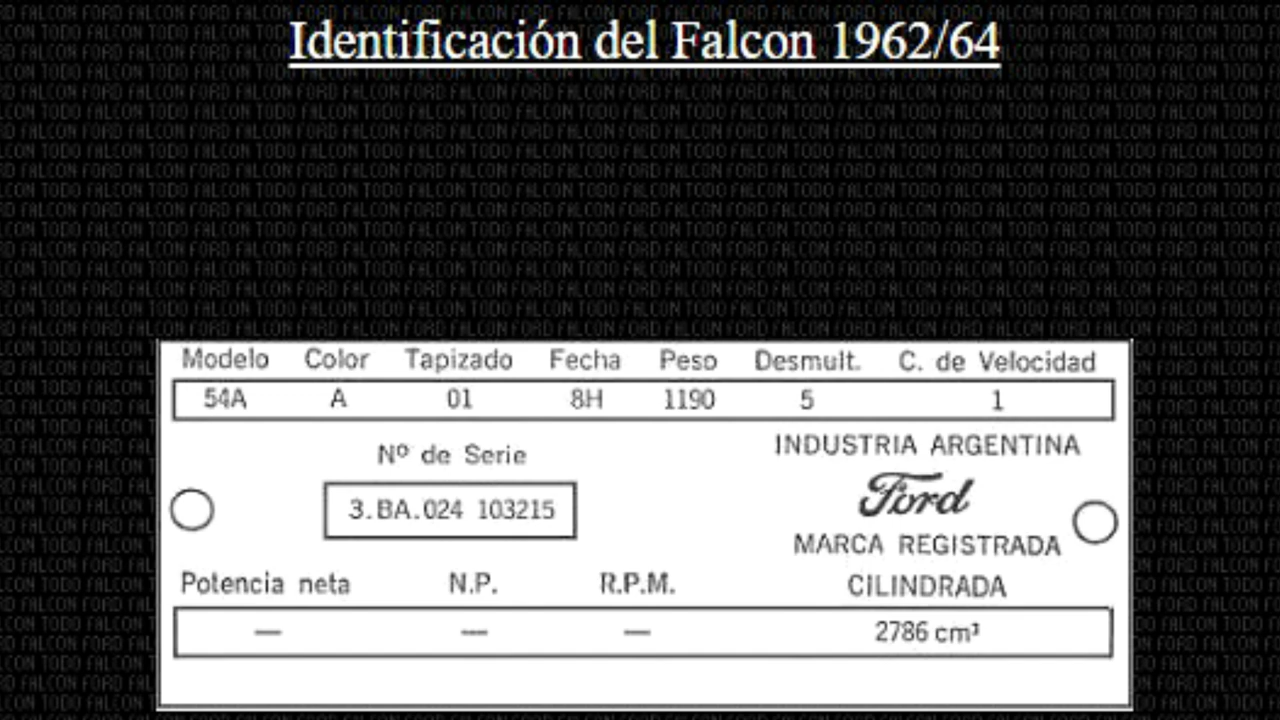 Identificación del Falcon 1962/64
Modelo Color Tapizado Fecha Peso Desmult. C. de Velocidad
54A A 01 8H 1190 5 1
Nº de Serie
3.BA.024 103215
INDUSTRIA ARGENTINA
Ford
MARCA REGISTRADA
Potencia neta N.P. R.P.M. CILINDRADA
— — — 2786 cm³